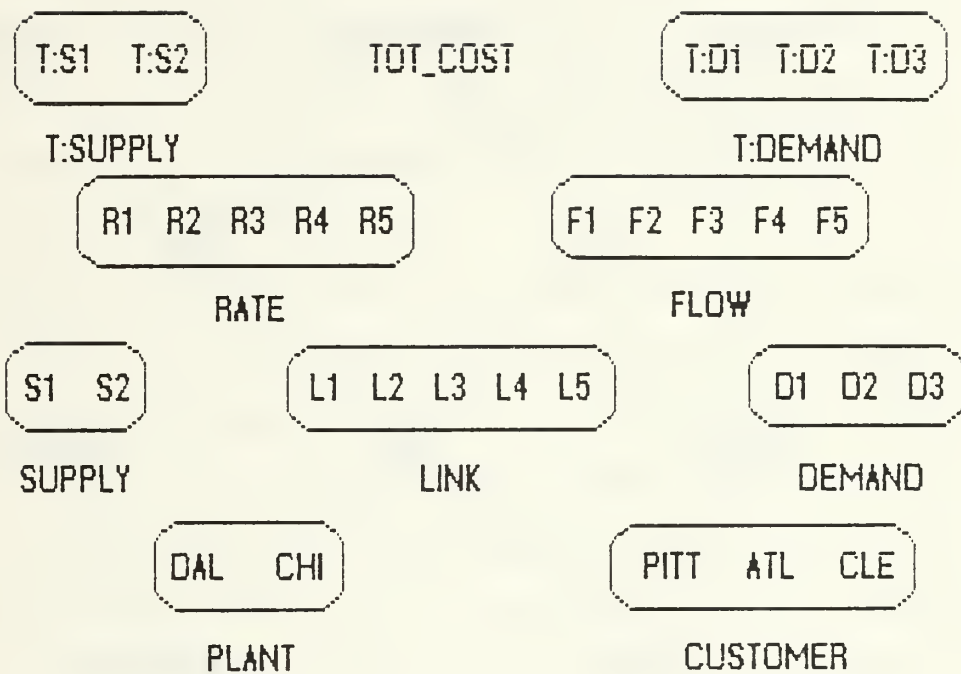 T:S1 T:S2 TOT_COST T:D1 T:D2 T:D3
T:SUPPLY T:DEMAND
R1 R2 R3 R4 R5 F1 F2 F3 F4 F5
RATE FLOW
S1 S2 L1 L2 L3 L4 L5 D1 D2 D3
SUPPLY LINK DEMAND
DAL CHI PITT ATL CLE
PLANT CUSTOMER